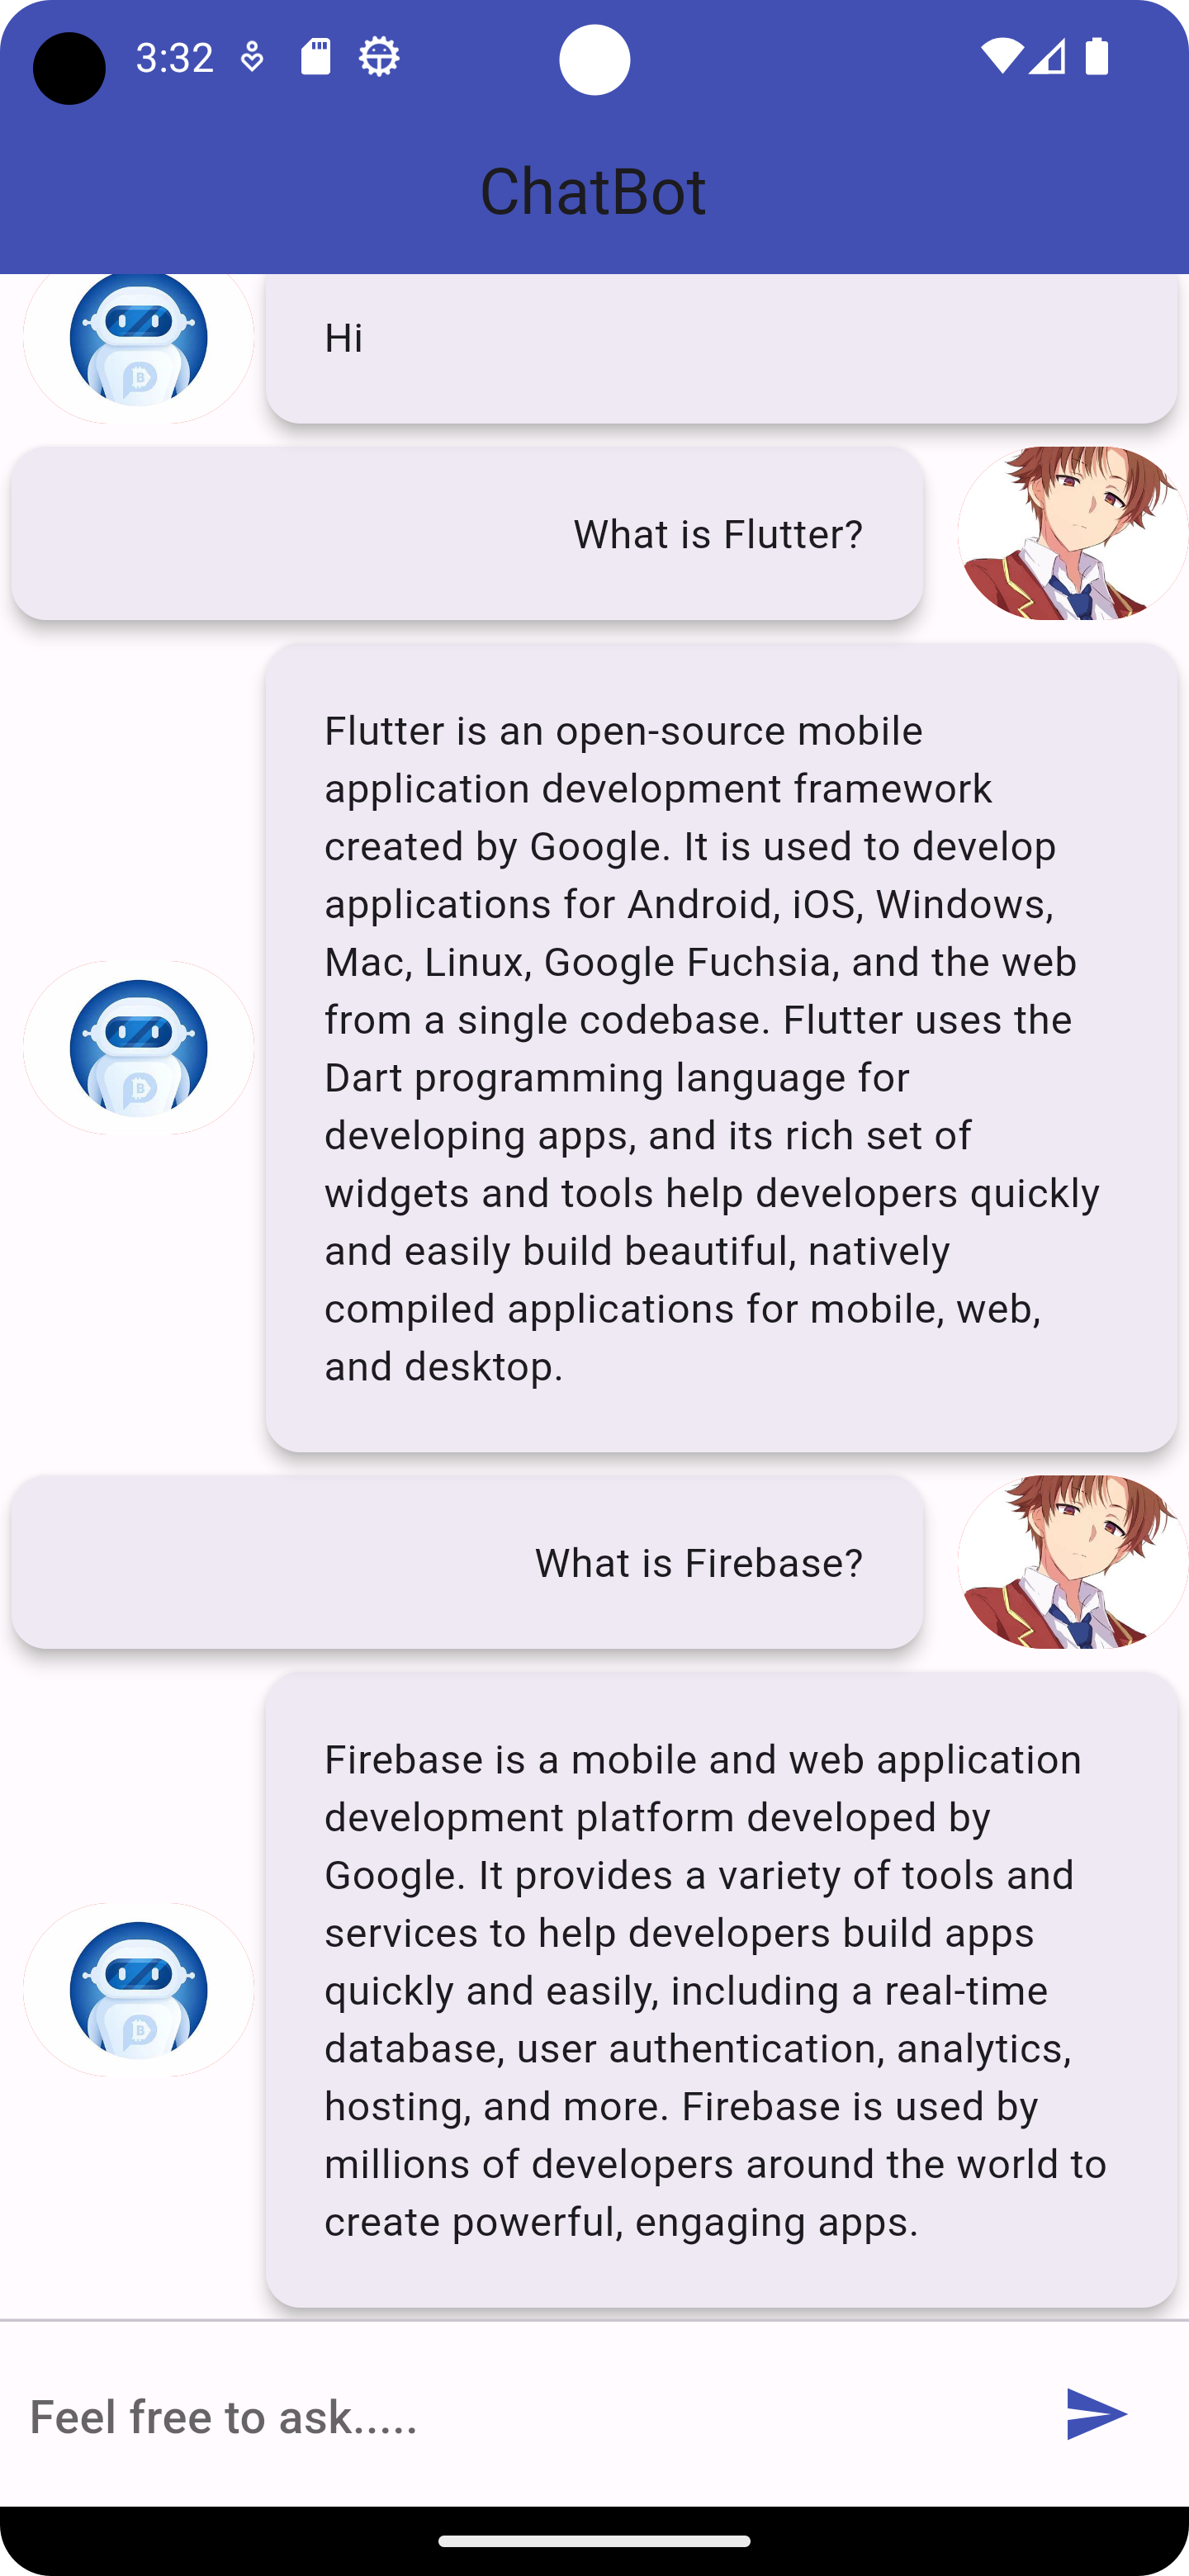 3:32
ChatBot
Hi
What is Flutter?
Flutter is an open-source mobile
application development framework
created by Google. It is used to develop
applications for Android, iOS, Windows,
Mac, Linux, Google Fuchsia, and the web
from a single codebase. Flutter uses the
Dart programming language for
developing apps, and its rich set of
widgets and tools help developers quickly
and easily build beautiful, natively
compiled applications for mobile, web,
and desktop.
What is Firebase?
Firebase is a mobile and web application
development platform developed by
Google. It provides a variety of tools and
services to help developers build apps
quickly and easily, including a real-time
database, user authentication, analytics,
hosting, and more. Firebase is used by
millions of developers around the world to
create powerful, engaging apps.
Feel free to ask.....